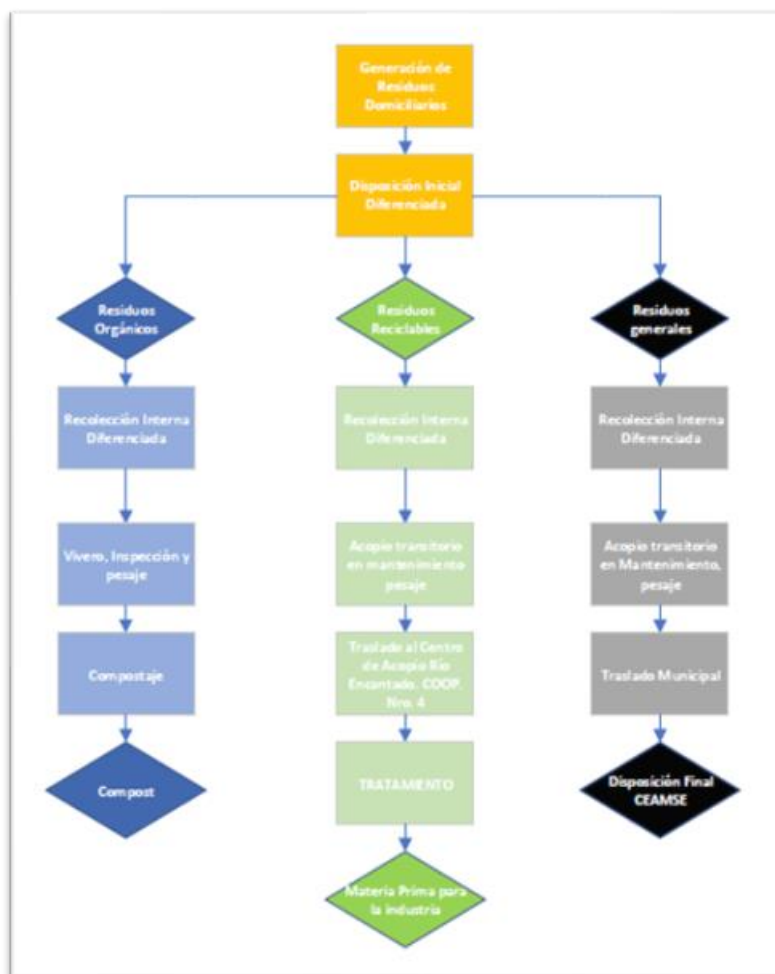 Generación de
Residuos
Domiciliarios
Disposición Inicial
Diferenciada
Residuos
Orgánicos
Residuos
Reciclables
Residuos
generales
Recolección Interna
Diferenciada
Recolección Interna
Diferenciada
Recolección Interna
Diferenciada
Vivero, Inspección y
pesaje
Acopio transitorio
en mantenimiento
pesaje
Acopio transitorio
en Mantenimiento,
pesaje
Compostaje
Traslado al Centro
de Acopio Río
Encantado. COOP.
Nro. 4
Traslado Municipal
Compost
TRATAMIENTO
Disposición Final
CEAMSE
Materia Prima para
la industria